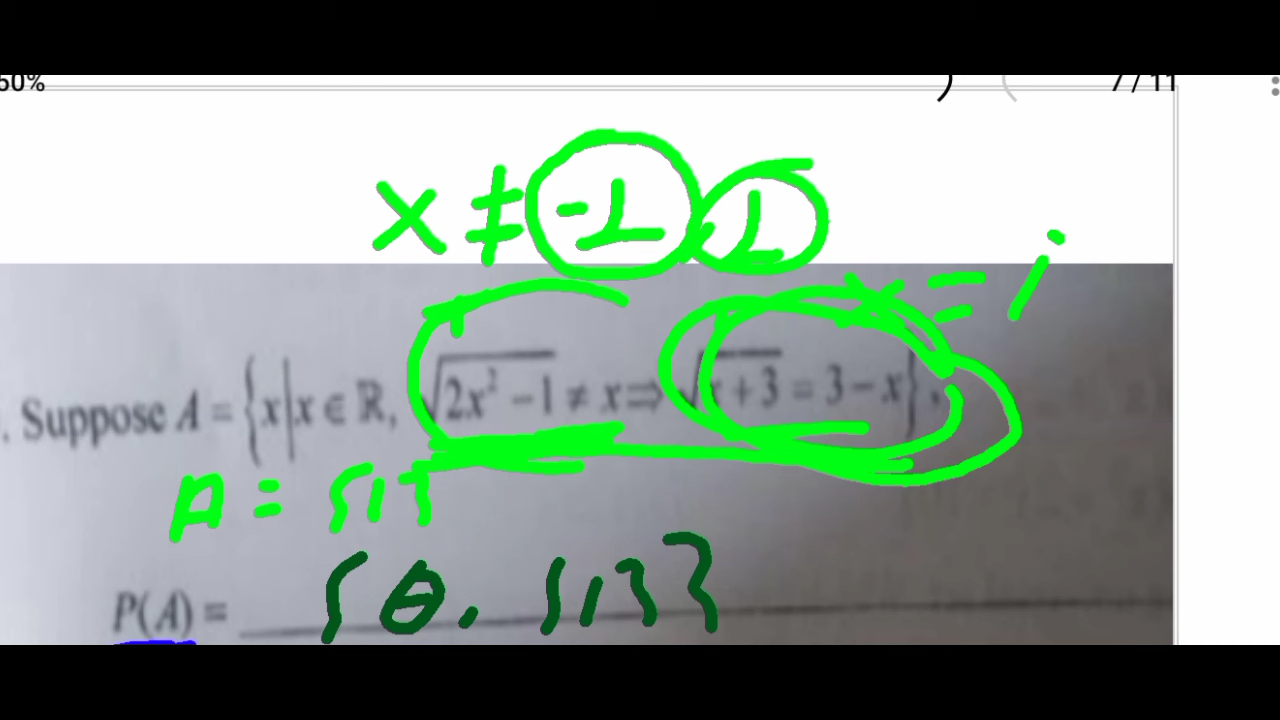 50% 7 / 11
x ≠ -1, 1
x = 1
. Suppose A = {x|x ∈ ℝ, √(2x² −1) ≠ x ⇒ √(x + 3) = 3 − x} ,
A = {1}
P(A) = {∅, {1}}